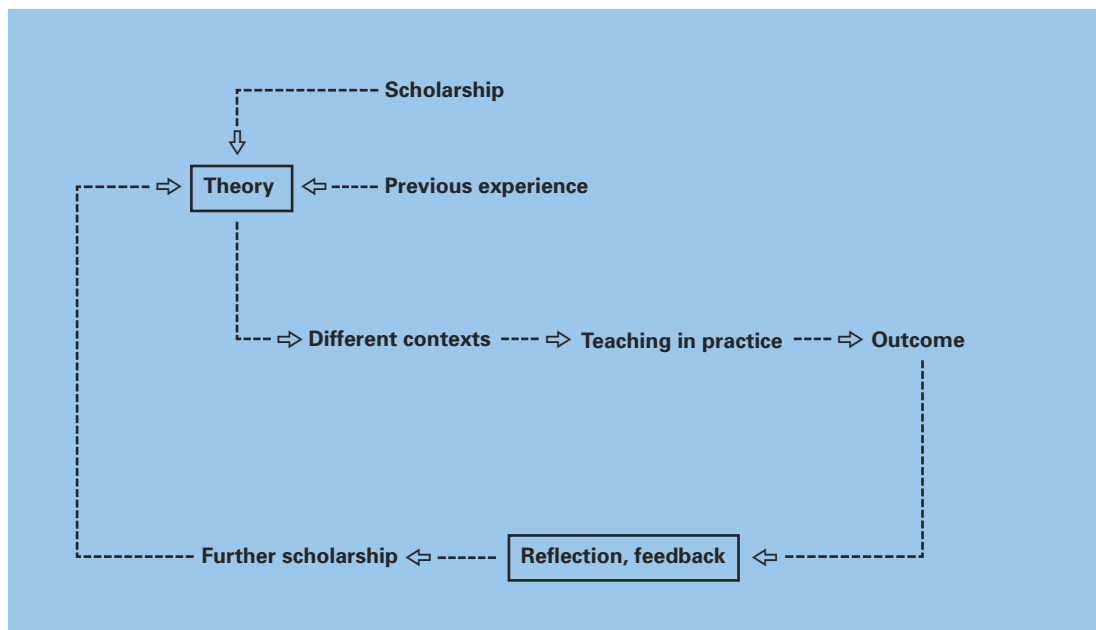 Scholarship
Theory
Previous experience
Different contexts
Teaching in practice
Outcome
Further scholarship
Reflection, feedback